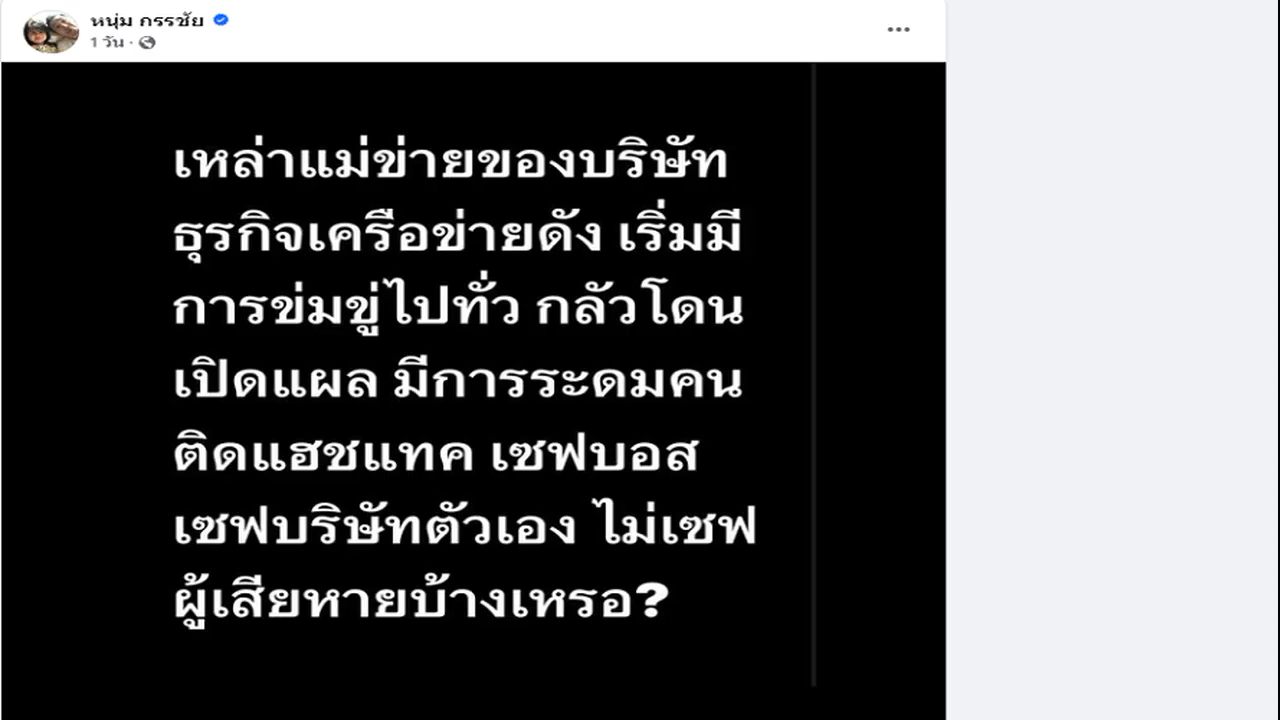 หนุ่ม กรรชัย
1 วัน ·
เหล่าแม่ข่ายของบริษัท
ธุรกิจเครือข่ายดัง เริ่มมี
การข่มขู่ไปทั่ว กลัวโดน
เปิดแผล มีการระดมคน
ติดแฮชแทค เซฟบอส
เซฟบริษัทตัวเอง ไม่เซฟ
ผู้เสียหายบ้างเหรอ?